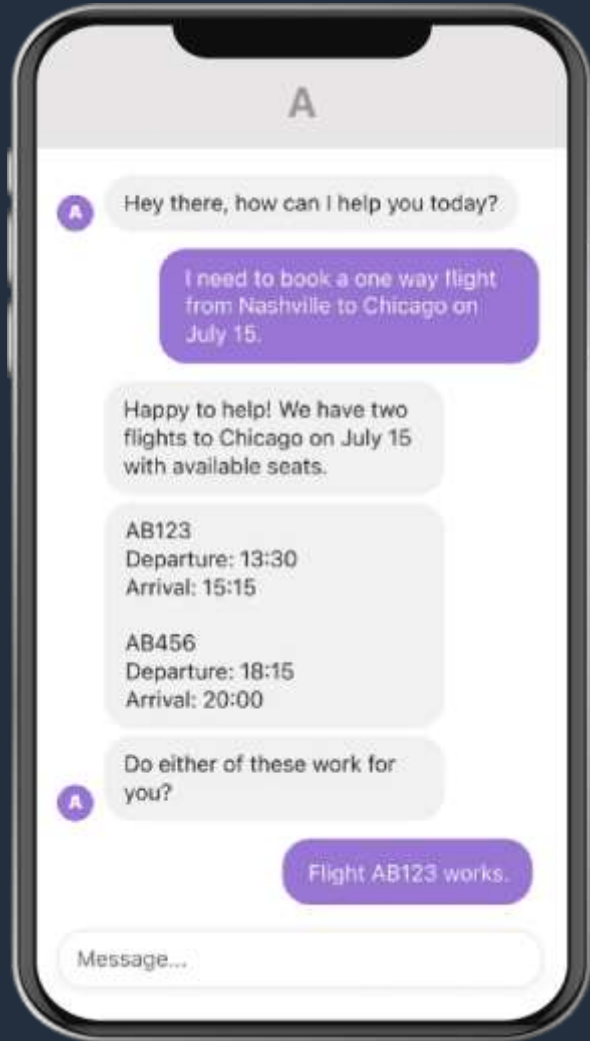 A
A
Hey there, how can I help you today?
I need to book a one way flight
from Nashville to Chicago on
July 15.
Happy to help! We have two
flights to Chicago on July 15
with available seats.
AB123
Departure: 13:30
Arrival: 15:15
AB456
Departure: 18:15
Arrival: 20:00
Do either of these work for
you?
A
Flight AB123 works.
Message...